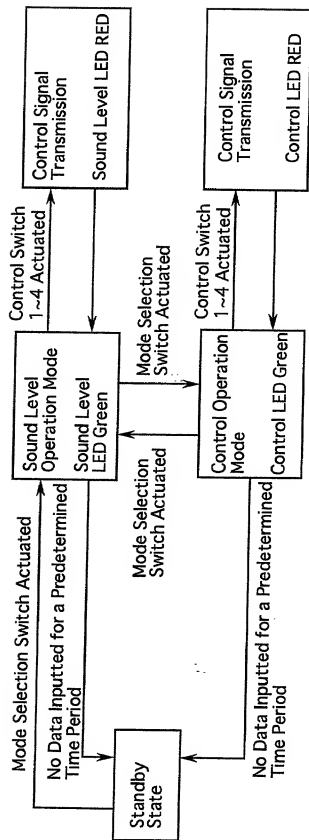 Mode Selection Switch Actuated
No Data Inputted for a Predetermined
Time Period
Standby
State
Sound Level
Operation Mode
Sound Level
LED Green
Control Switch
1~4 Actuated
Control Signal
Transmission
Sound Level LED RED
Mode Selection
Switch Actuated
Mode Selection
Switch Actuated
Control Operation
Mode
Control LED Green
Control Switch
1~4 Actuated
Control Signal
Transmission
Control LED RED
No Data Inputted for a Predetermined
Time Period